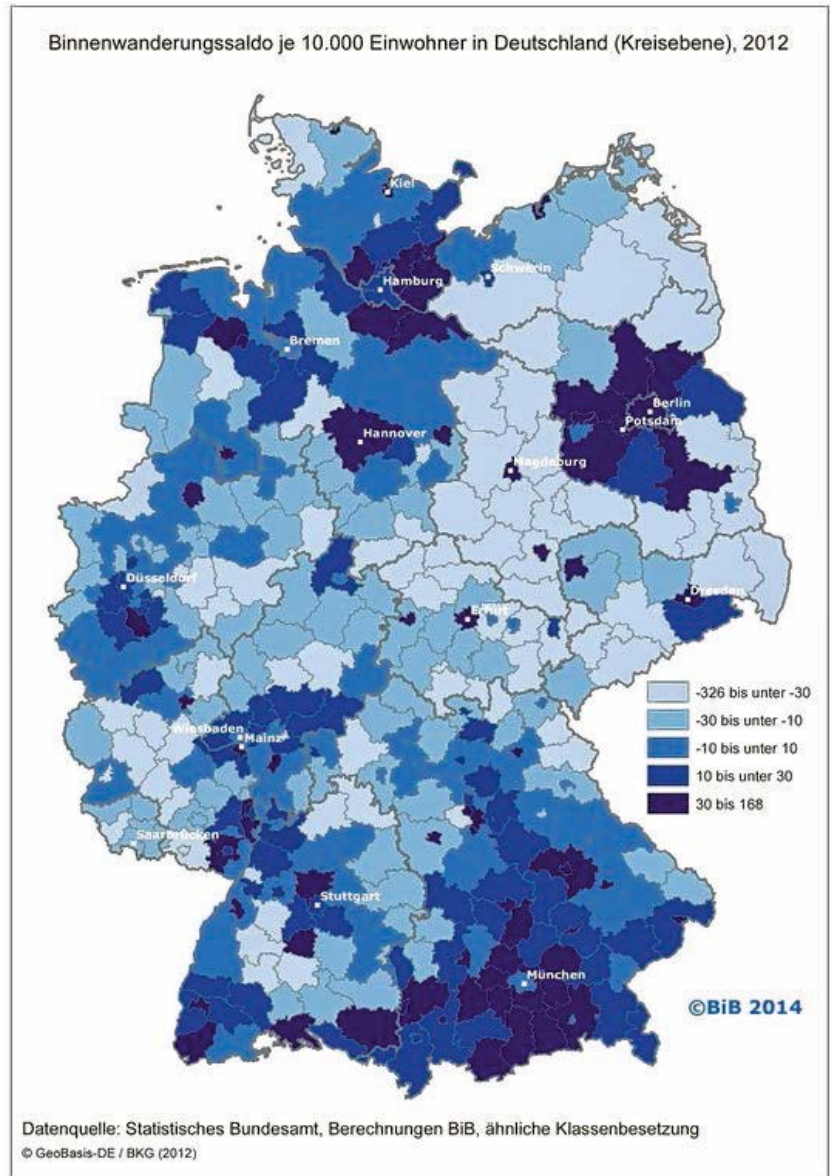 Binnenwanderungssaldo je 10.000 Einwohner in Deutschland (Kreisebene), 2012
Kiel
Schwerin
Hamburg
Bremen
Berlin
Potsdam
Hannover
Magdeburg
Düsseldorf
Dresden
Erfurt
-326 bis unter -30
-30 bis unter -10
-10 bis unter 10
10 bis unter 30
30 bis 168
Wiesbaden
Mainz
Saarbrücken
Stuttgart
München
©BiB 2014
Datenquelle: Statistisches Bundesamt, Berechnungen BiB, ähnliche Klassenbesetzung
© GeoBasis-DE / BKG (2012)